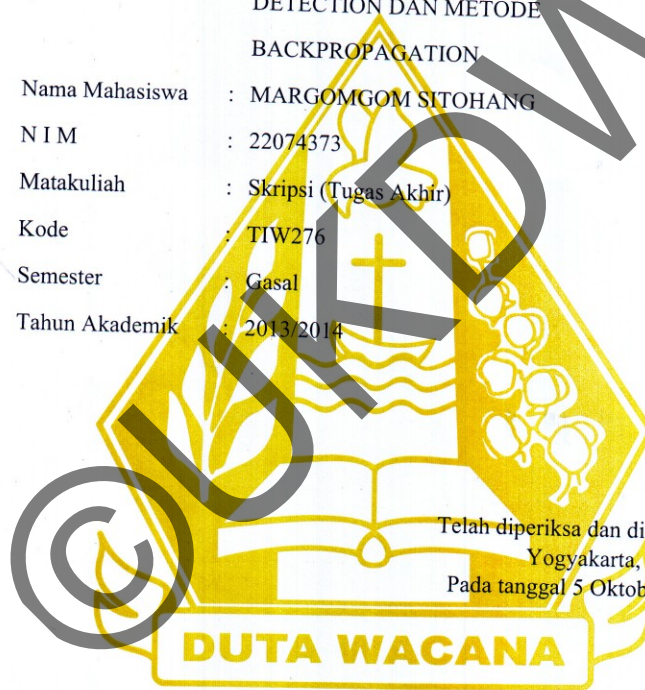 DETECTION DAN METODE
BACKPROPAGATION
Nama Mahasiswa : MARGOMGOM SITOHANG
N I M : 22074373
Matakuliah : Skripsi (Tugas Akhir)
Kode : TIW276
Semester : Gasal
Tahun Akademik : 2013/2014
Telah diperiksa dan di
Yogyakarta,
Pada tanggal 5 Oktob
DUTA WACANA
©UKDW